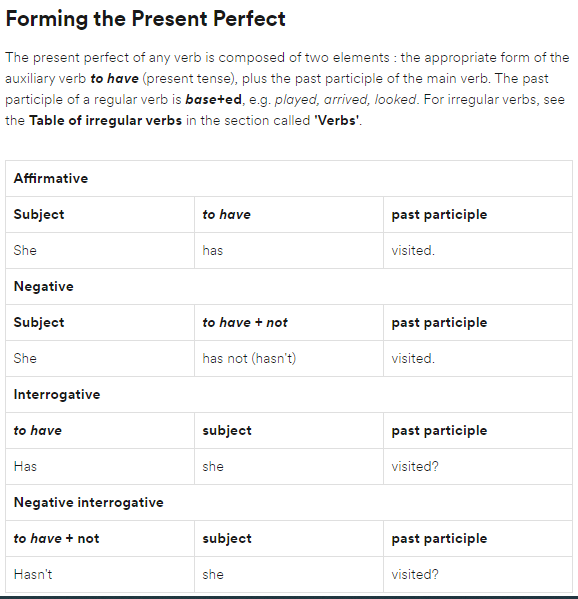 Forming the Present Perfect
The present perfect of any verb is composed of two elements : the appropriate form of the
auxiliary verb to have (present tense), plus the past participle of the main verb. The past
participle of a regular verb is base+ed, e.g. played, arrived, looked. For irregular verbs, see
the Table of irregular verbs in the section called 'Verbs'.
Affirmative
Subject to have past participle
She has visited.
Negative
Subject to have + not past participle
She has not (hasn't) visited.
Interrogative
to have subject past participle
Has she visited?
Negative interrogative
to have + not subject past participle
Hasn't she visited?